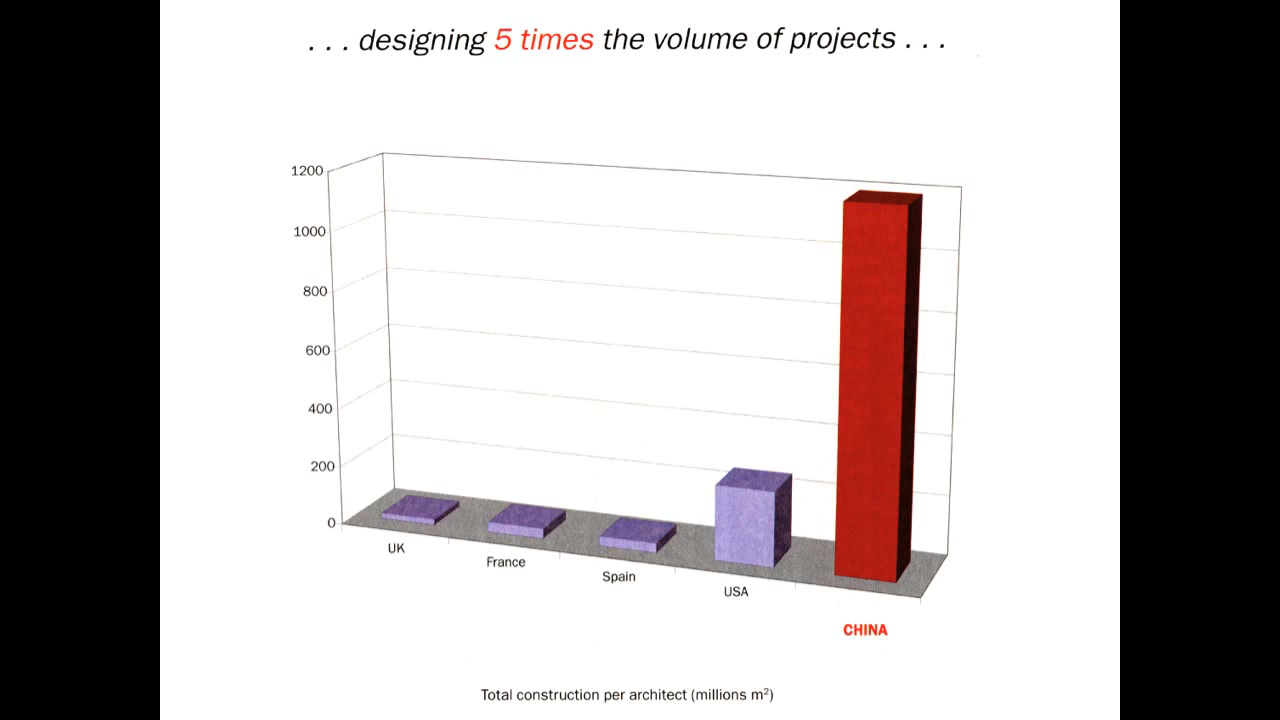 . . . designing 5 times the volume of projects . . .
1200
1000
800
600
400
200
0
UK
France
Spain
USA
CHINA
Total construction per architect (millions m²)